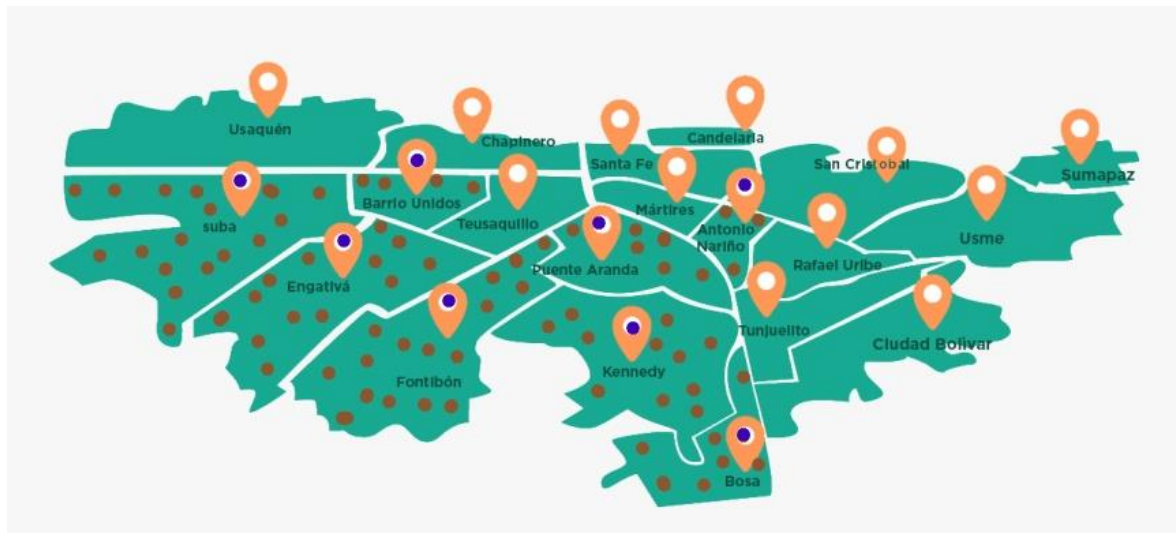 Usaquén
Chapinero
Candelaria
Santa Fe
San Cristobal
Sumapaz
suba
Barrio Unidos
Teusaquillo
Mártires
Antonio
Nariño
Usme
Engativá
Puente Aranda
Rafael Uribe
Tunjuelito
Ciudad Bolivar
Fontibón
Kennedy
Bosa